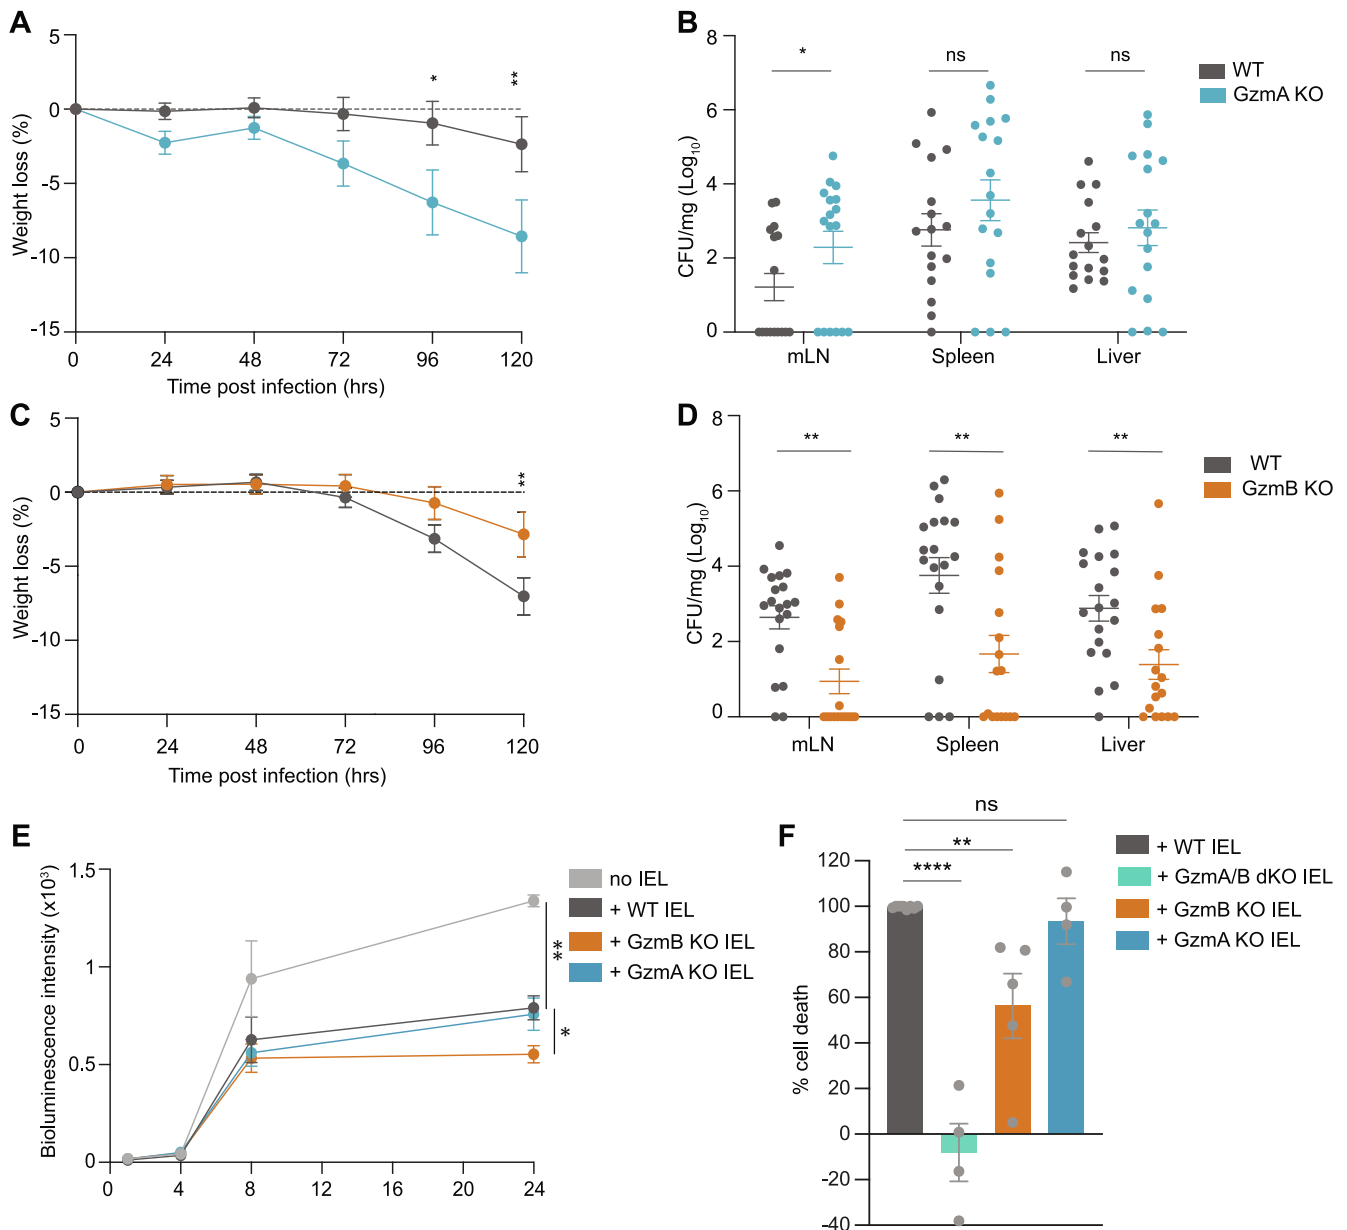 A
5
0
-5
-10
-15
Weight loss (%)
*
**
0 24 48 72 96 120
Time post infection (hrs)
B
8
6
4
2
0
CFU/mg (Log10)
* ns ns
mLN Spleen Liver
WT
GzmA KO
C
5
0
-5
-10
-15
Weight loss (%)
**
0 24 48 72 96 120
Time post infection (hrs)
D
8
6
4
2
0
CFU/mg (Log10)
** ** **
mLN Spleen Liver
WT
GzmB KO
E
1.5
1
0.5
0
Bioluminescence intensity (x10³)
0 4 8 12 16 20 24
**
*
no IEL
+ WT IEL
+ GzmB KO IEL
+ GzmA KO IEL
F
ns
**
****
120
100
80
60
40
20
0
-20
-40
% cell death
+ WT IEL
+ GzmA/B dKO IEL
+ GzmB KO IEL
+ GzmA KO IEL